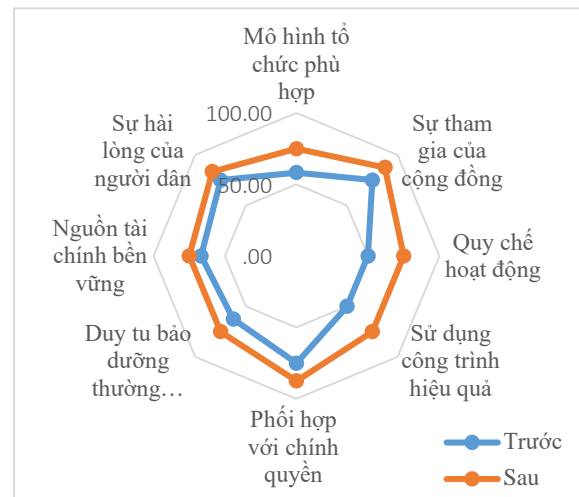 Mô hình tổ
chức phù
hợp
Sự tham
gia của
cộng đồng
Quy chế
hoạt động
Sử dụng
công trình
hiệu quả
Phối hợp
với chính
quyền
Duy tu bảo
dưỡng
thường…
Nguồn tài
chính bền
vững
Sự hài
lòng của
người dân
100.00
50.00
.00
Trước
Sau